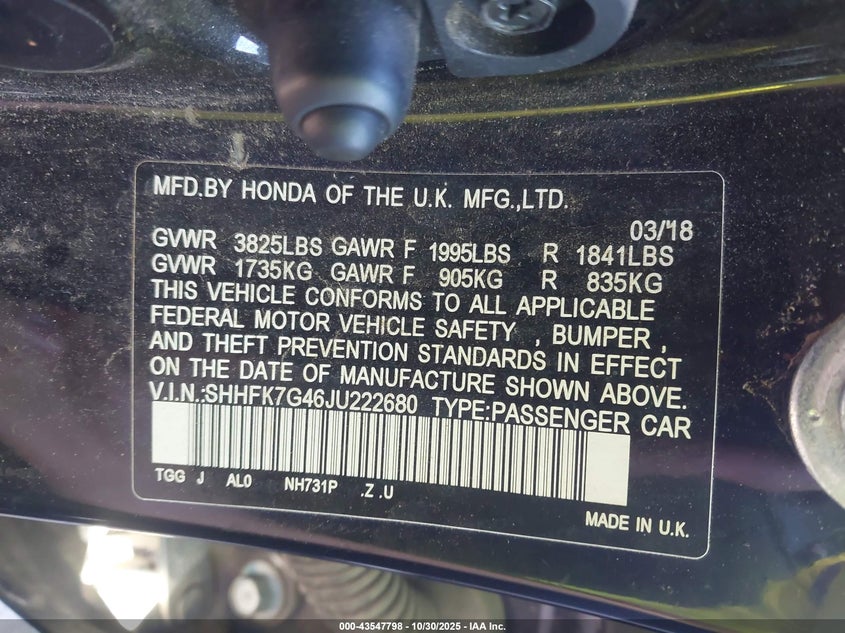 MFD.BY HONDA OF THE U.K. MFG.,LTD.
03/18
GVWR 3825LBS GAWR F 1995LBS R 1841LBS
GVWR 1735KG GAWR F 905KG R 835KG
THIS VEHICLE CONFORMS TO ALL APPLICABLE
FEDERAL MOTOR VEHICLE SAFETY , BUMPER ,
AND THEFT PREVENTION STANDARDS IN EFFECT
ON THE DATE OF MANUFACTURE SHOWN ABOVE.
V.I.N.:SHHFK7G46JU222680 TYPE:PASSENGER CAR
TGG J AL0 NH731P .Z .U
MADE IN U.K.
000-43547798 - 10/30/2025 - IAA Inc.